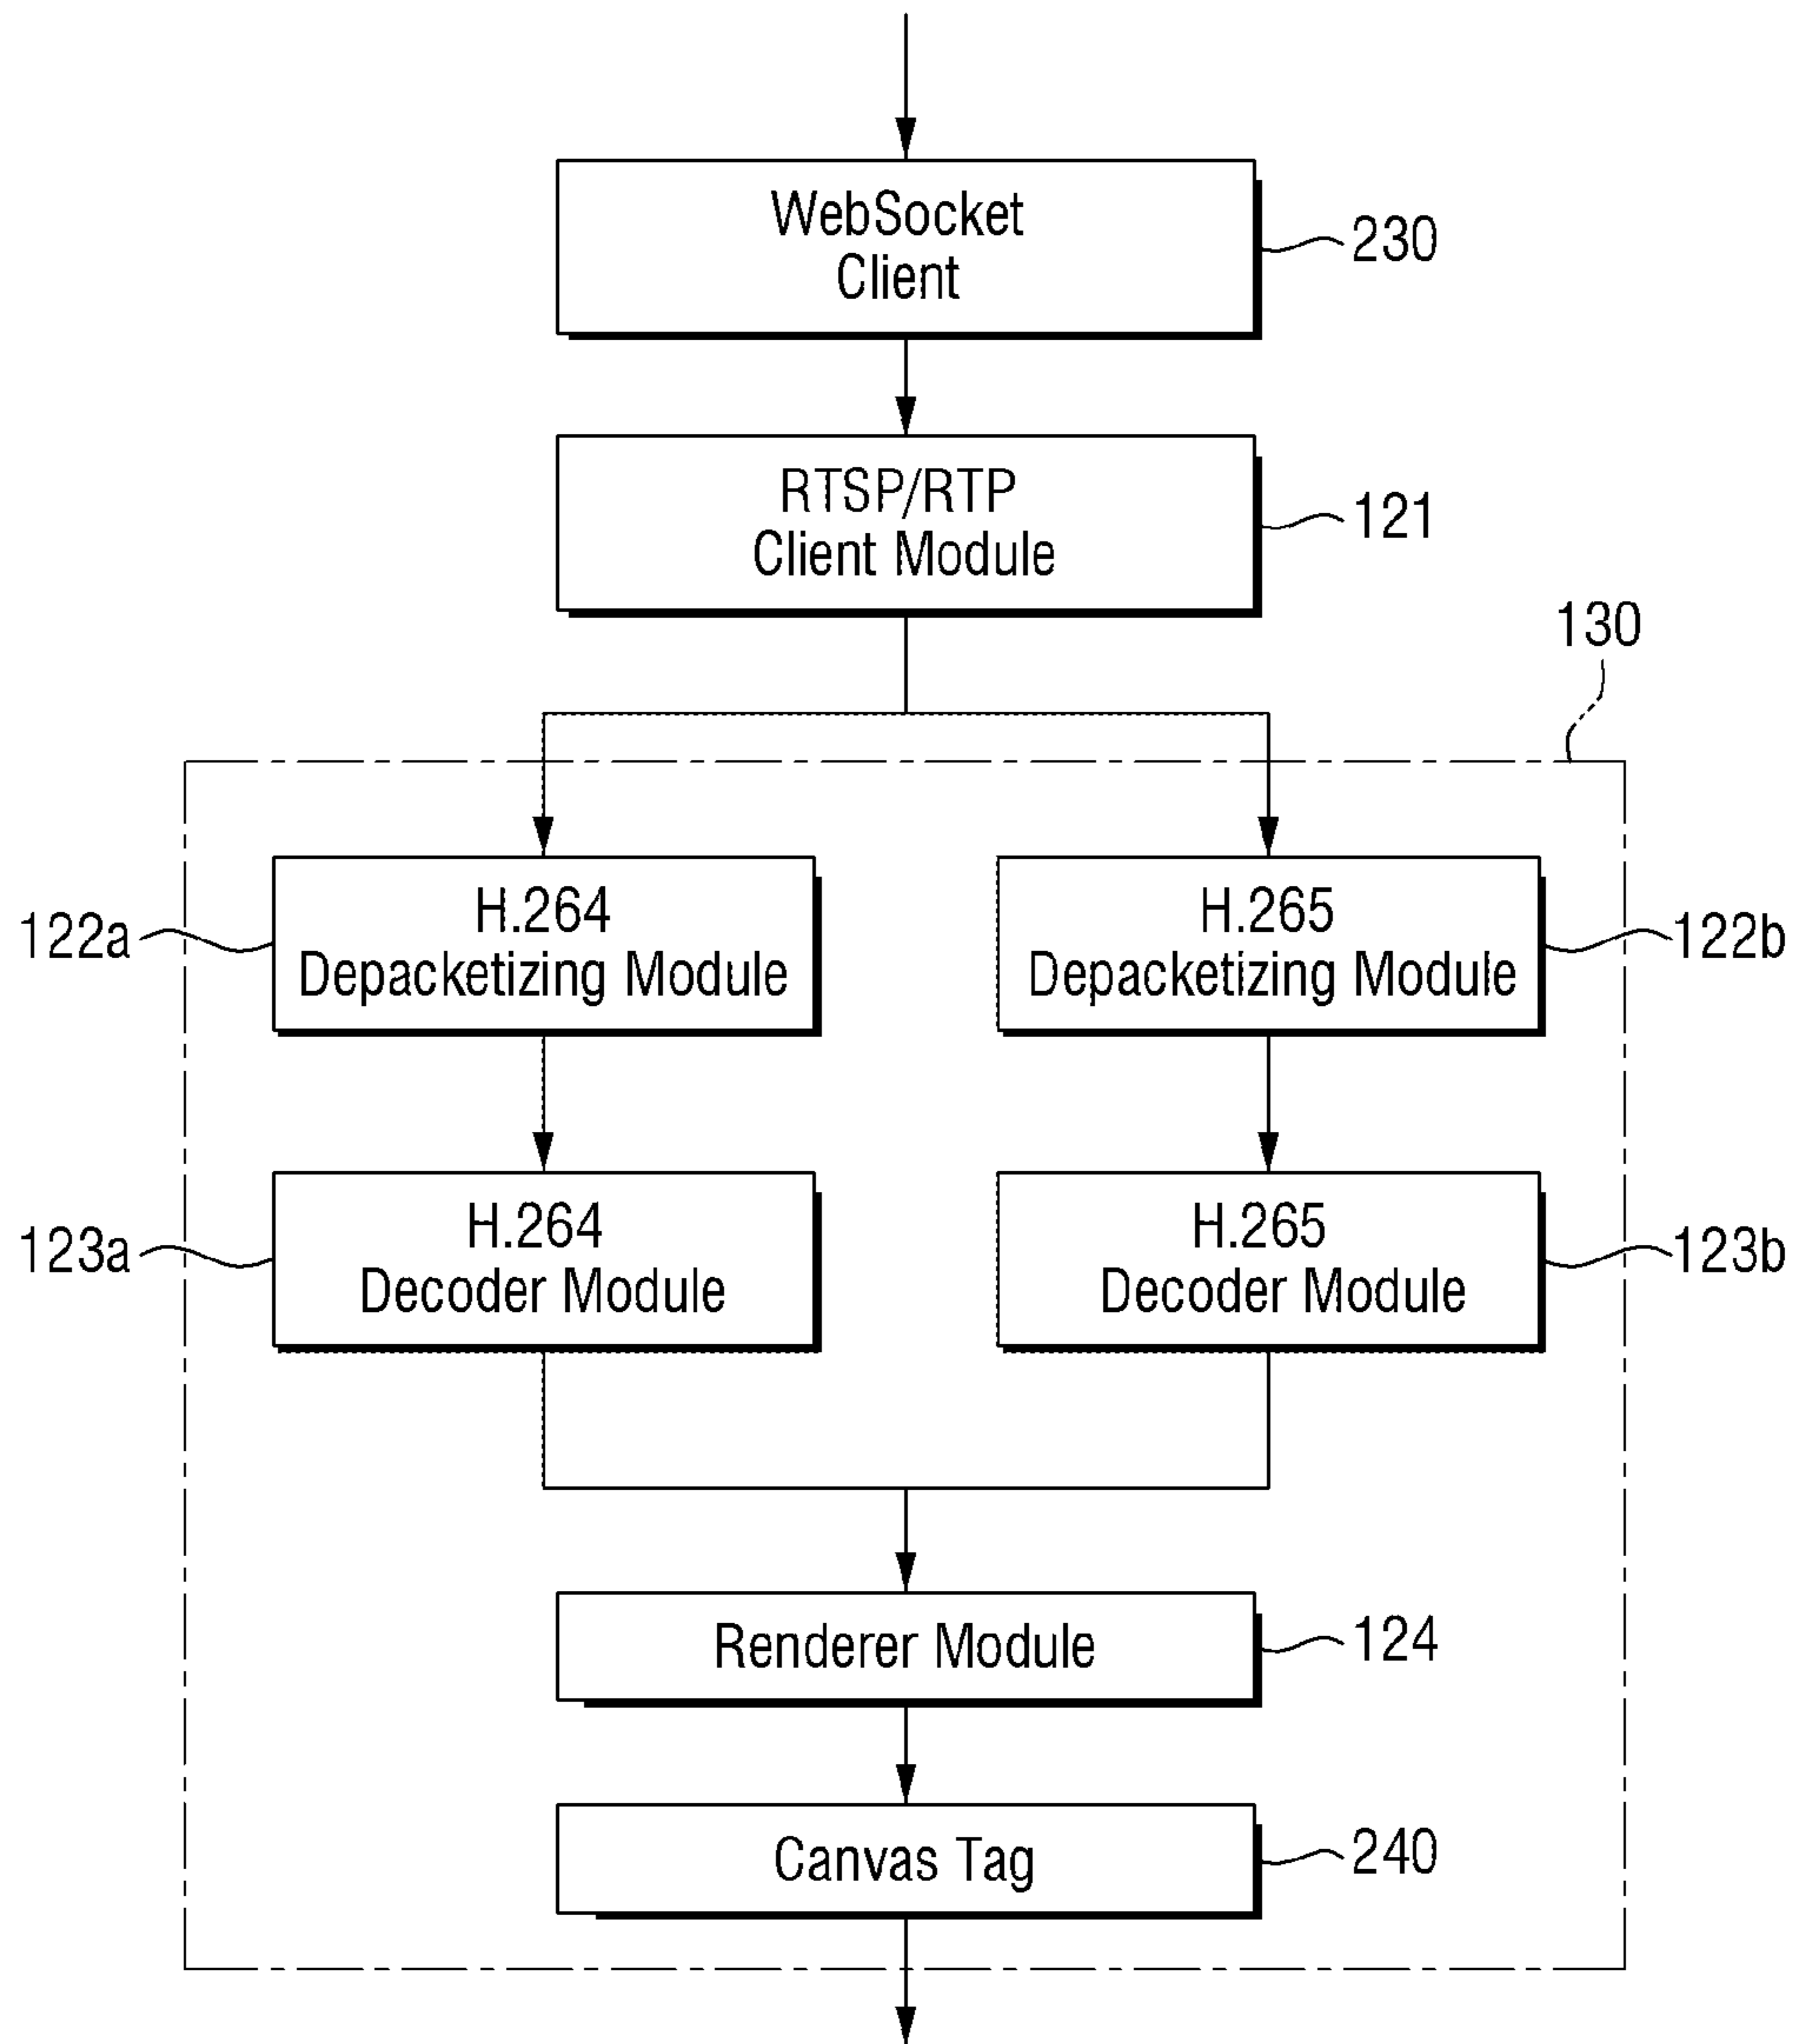 WebSocket
Client
230
RTSP/RTP
Client Module
121
130
H.264
Depacketizing Module
122a
H.265
Depacketizing Module
122b
H.264
Decoder Module
123a
H.265
Decoder Module
123b
Renderer Module
124
Canvas Tag
240